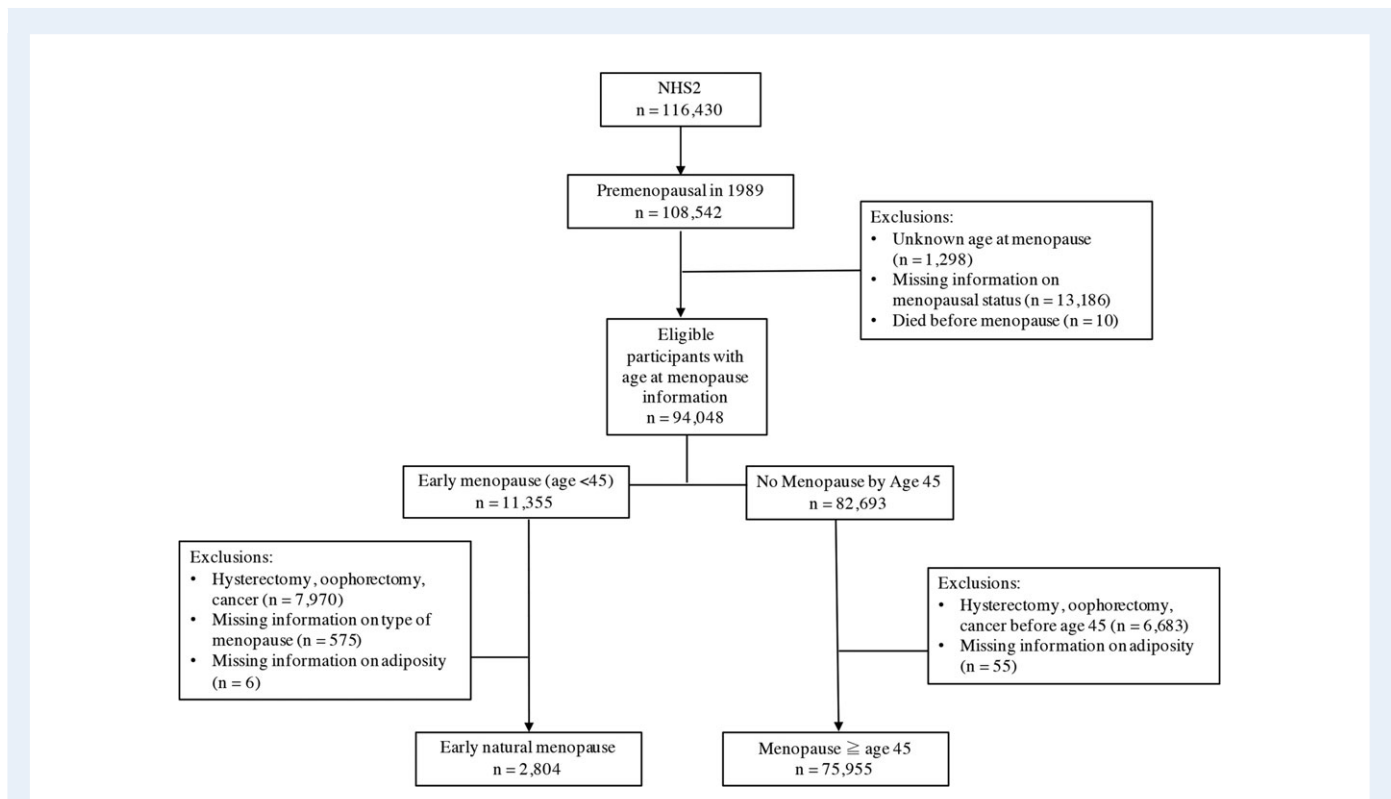 NHS2
n = 116,430
Premenopausal in 1989
n = 108,542
Exclusions:
• Unknown age at menopause
(n = 1,298)
• Missing information on
menopausal status (n = 13,186)
• Died before menopause (n = 10)
Eligible
participants with
age at menopause
information
n = 94,048
Early menopause (age <45)
n = 11,355
No Menopause by Age 45
n = 82,693
Exclusions:
• Hysterectomy, oophorectomy,
cancer (n = 7,970)
• Missing information on type of
menopause (n = 575)
• Missing information on adiposity
(n = 6)
Exclusions:
• Hysterectomy, oophorectomy,
cancer before age 45 (n = 6,683)
• Missing information on adiposity
(n = 55)
Early natural menopause
n = 2,804
Menopause ≧ age 45
n = 75,955